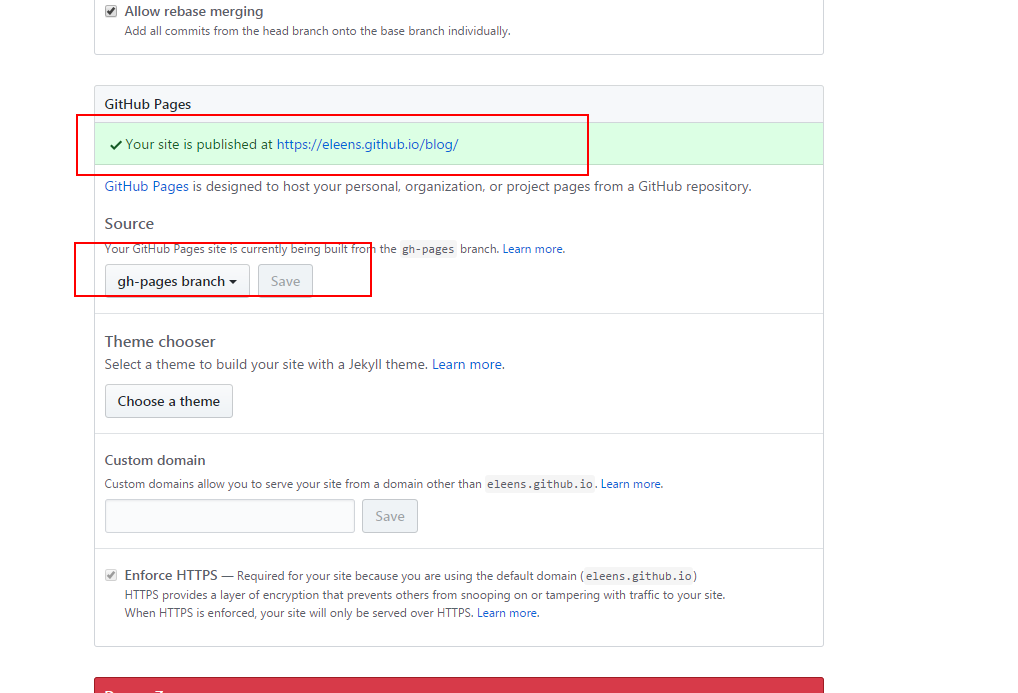 Allow rebase merging
Add all commits from the head branch onto the base branch individually.
GitHub Pages
Your site is published at https://eleens.github.io/blog/
GitHub Pages is designed to host your personal, organization, or project pages from a GitHub repository.
Source
Your GitHub Pages site is currently being built from the gh-pages branch. Learn more.
gh-pages branch Save
Theme chooser
Select a theme to build your site with a Jekyll theme. Learn more.
Choose a theme
Custom domain
Custom domains allow you to serve your site from a domain other than eleens.github.io. Learn more.
Save
Enforce HTTPS — Required for your site because you are using the default domain (eleens.github.io)
HTTPS provides a layer of encryption that prevents others from snooping on or tampering with traffic to your site.
When HTTPS is enforced, your site will only be served over HTTPS. Learn more.